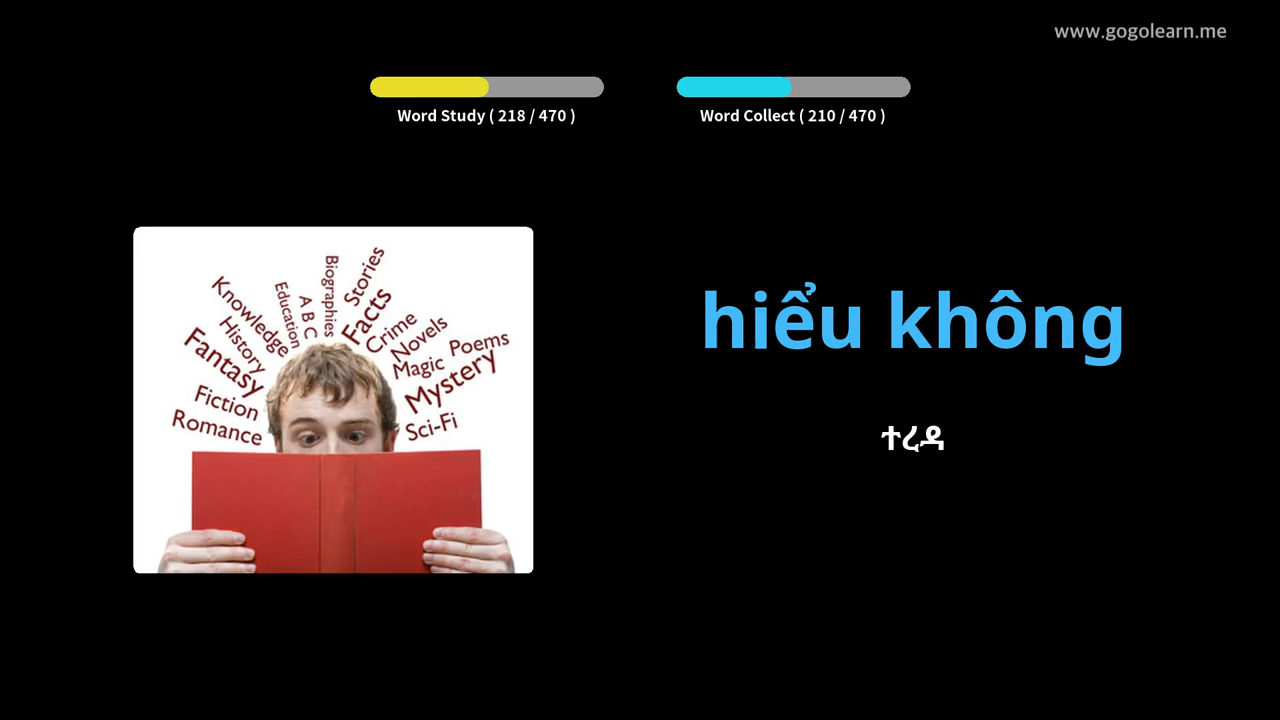 www.gogolearn.me
Word Study ( 218 / 470 )
Word Collect ( 210 / 470 )
Stories
Biographies
Facts
A B C
Education
Knowledge
Crime
Novels
History
Poems
Fantasy
Magic
Mystery
Fiction
Romance
Sci-Fi
hiểu không
ተረዳ